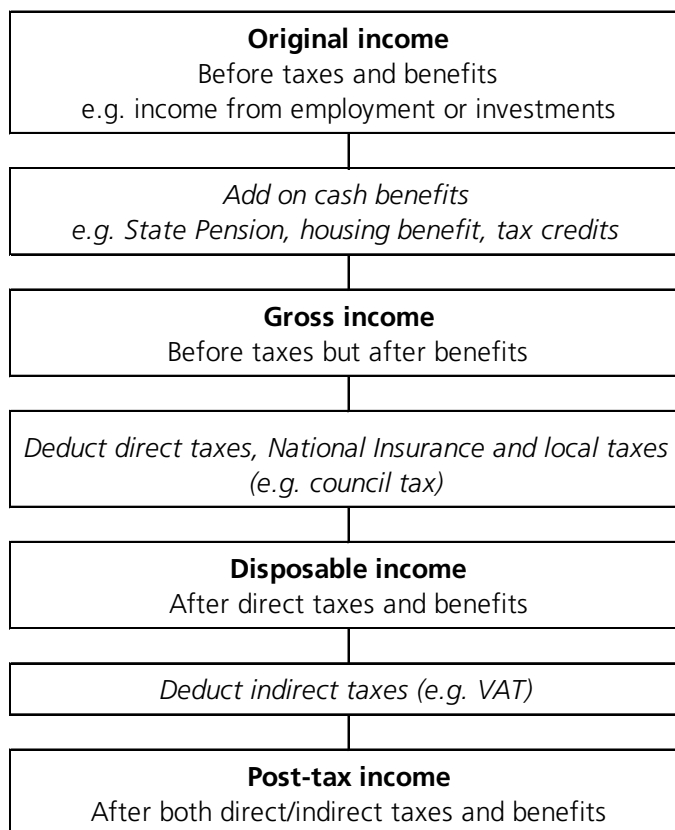 Original income
Before taxes and benefits
e.g. income from employment or investments
Add on cash benefits
e.g. State Pension, housing benefit, tax credits
Gross income
Before taxes but after benefits
Deduct direct taxes, National Insurance and local taxes
(e.g. council tax)
Disposable income
After direct taxes and benefits
Deduct indirect taxes (e.g. VAT)
Post-tax income
After both direct/indirect taxes and benefits